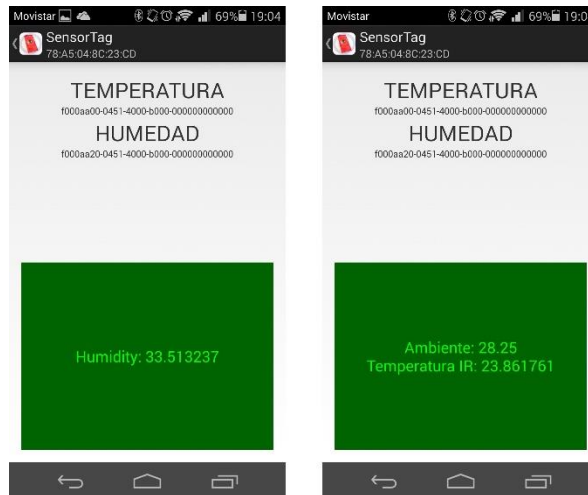 Movistar 69% 19:04
SensorTag
78:A5:04:8C:23:CD
TEMPERATURA
f000aa00-0451-4000-b000-000000000000
HUMEDAD
f000aa20-0451-4000-b000-000000000000
Humidity: 33.513237
Movistar 69% 19:0
SensorTag
78:A5:04:8C:23:CD
TEMPERATURA
f000aa00-0451-4000-b000-000000000000
HUMEDAD
f000aa20-0451-4000-b000-000000000000
Ambiente: 28.25
Temperatura IR: 23.861761